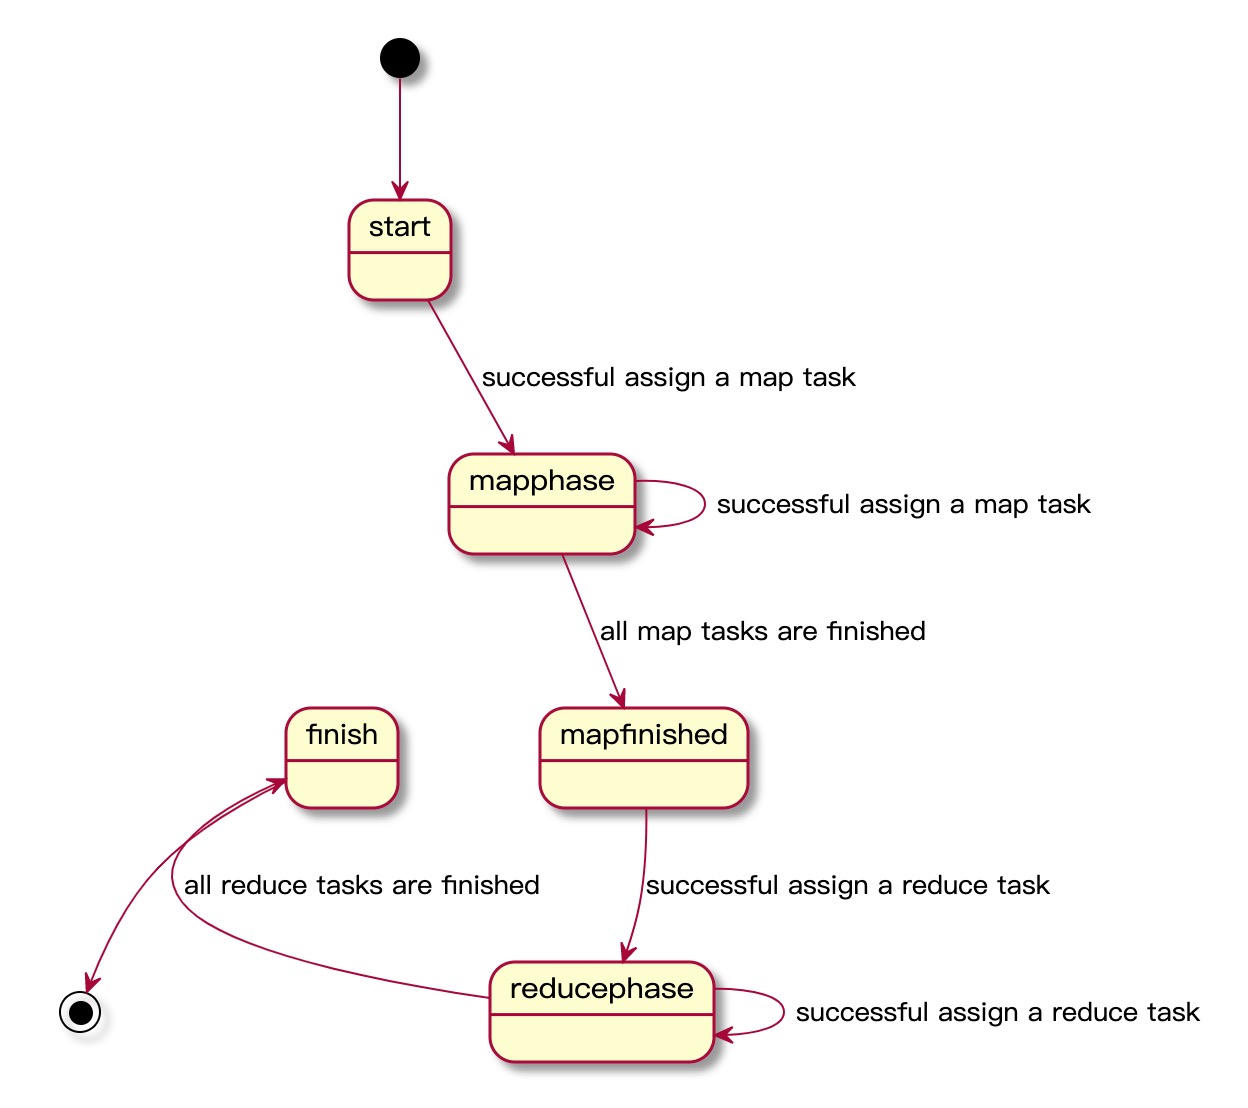 start
successful assign a map task
mapphase
successful assign a map task
all map tasks are finished
finish
mapfinished
all reduce tasks are finished
successful assign a reduce task
reducephase
successful assign a reduce task